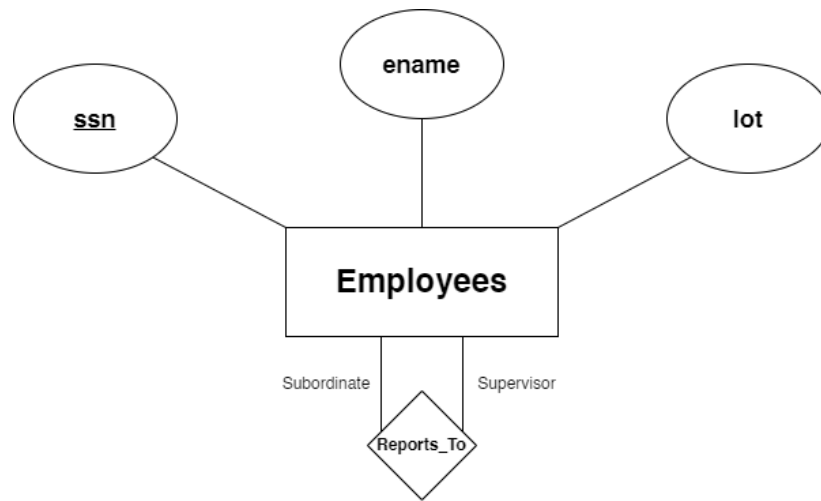 ename
ssn
lot
Employees
Subordinate
Supervisor
Reports_To